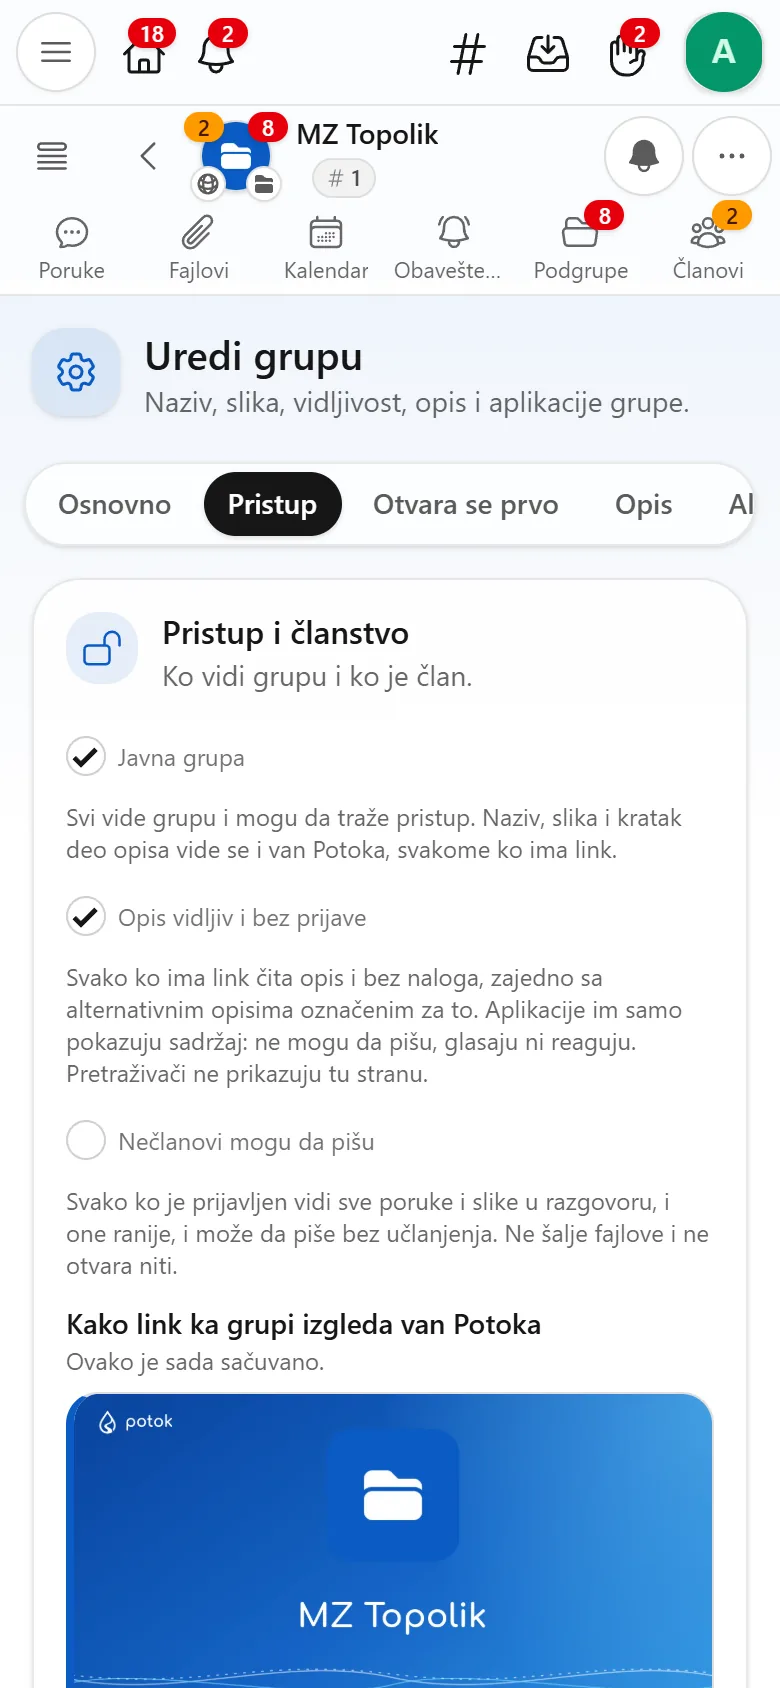 18
2
2
A
2
8
MZ Topolik
# 1
Poruke
Fajlovi
Kalendar
Obavešte...
8
Podgrupe
2
Članovi
Uredi grupu
Naziv, slika, vidljivost, opis i aplikacije grupe.
Osnovno
Pristup
Otvara se prvo
Opis
Al
Pristup i članstvo
Ko vidi grupu i ko je član.
Javna grupa
Svi vide grupu i mogu da traže pristup. Naziv, slika i kratak
deo opisa vide se i van Potoka, svakome ko ima link.
Opis vidljiv i bez prijave
Svako ko ima link čita opis i bez naloga, zajedno sa
alternativnim opisima označenim za to. Aplikacije im samo
pokazuju sadržaj: ne mogu da pišu, glasaju ni reaguju.
Pretraživači ne prikazuju tu stranu.
Nečlanovi mogu da pišu
Svako ko je prijavljen vidi sve poruke i slike u razgovoru, i
one ranije, i može da piše bez učlanjenja. Ne šalje fajlove i ne
otvara niti.
Kako link ka grupi izgleda van Potoka
Ovako je sada sačuvano.
potok
MZ Topolik